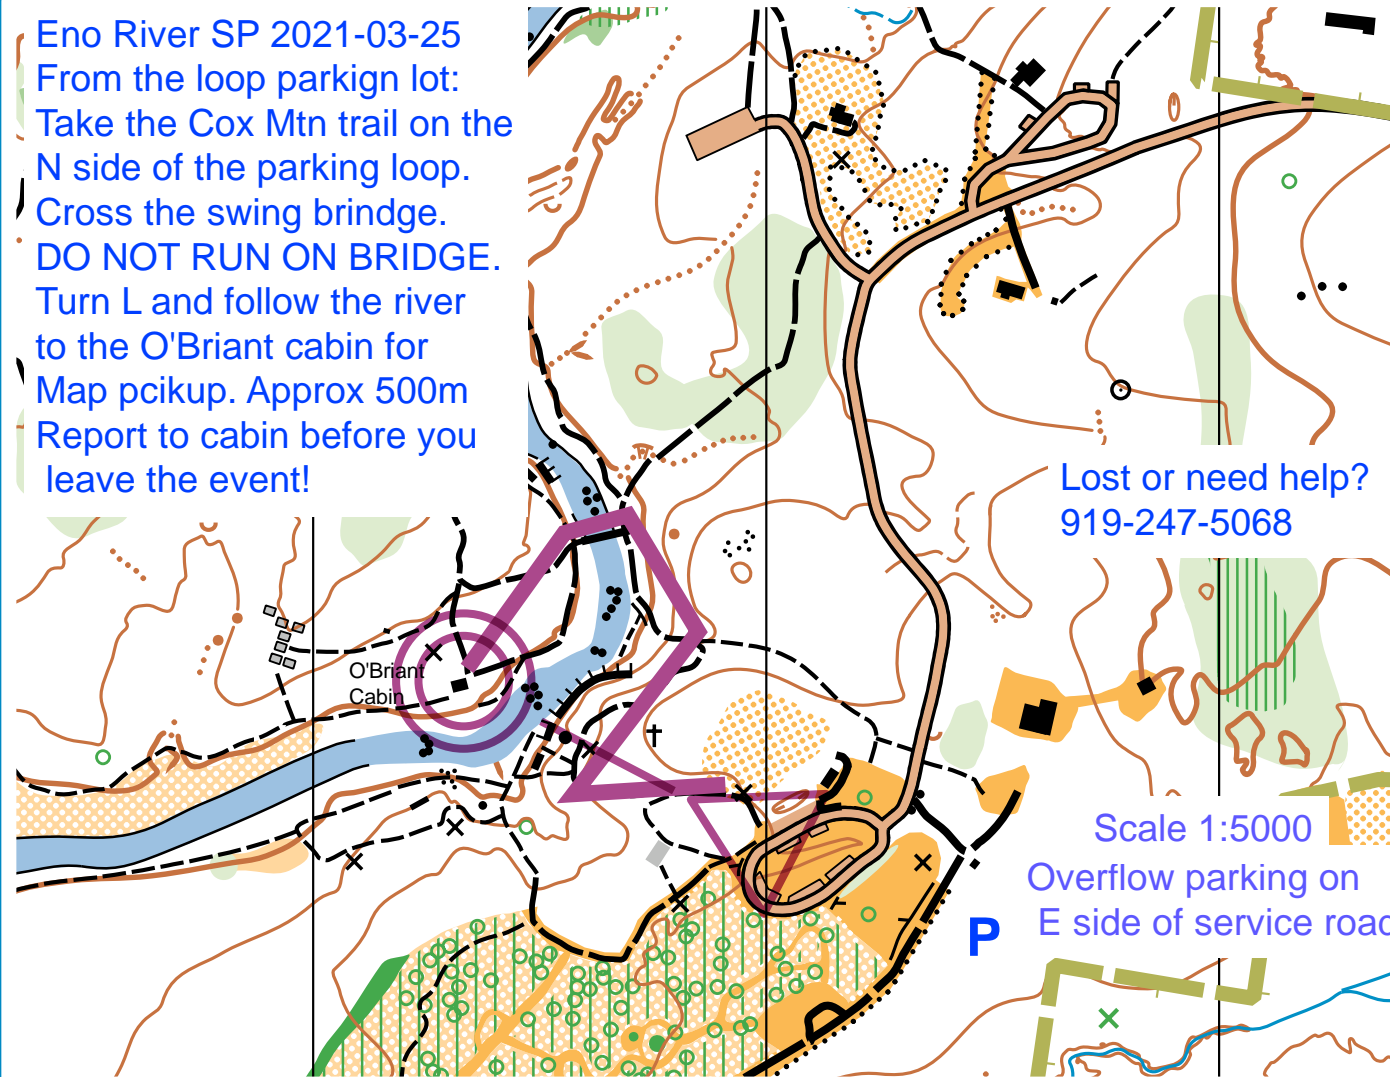 Eno River SP 2021-03-25
From the loop parkign lot:
Take the Cox Mtn trail on the
N side of the parking loop.
Cross the swing brindge.
DO NOT RUN ON BRIDGE.
Turn L and follow the river
to the O'Briant cabin for
Map pcikup. Approx 500m
Report to cabin before you
leave the event!
Lost or need help?
919-247-5068
O'Briant
Cabin
Scale 1:5000
Overflow parking on
E side of service road
P